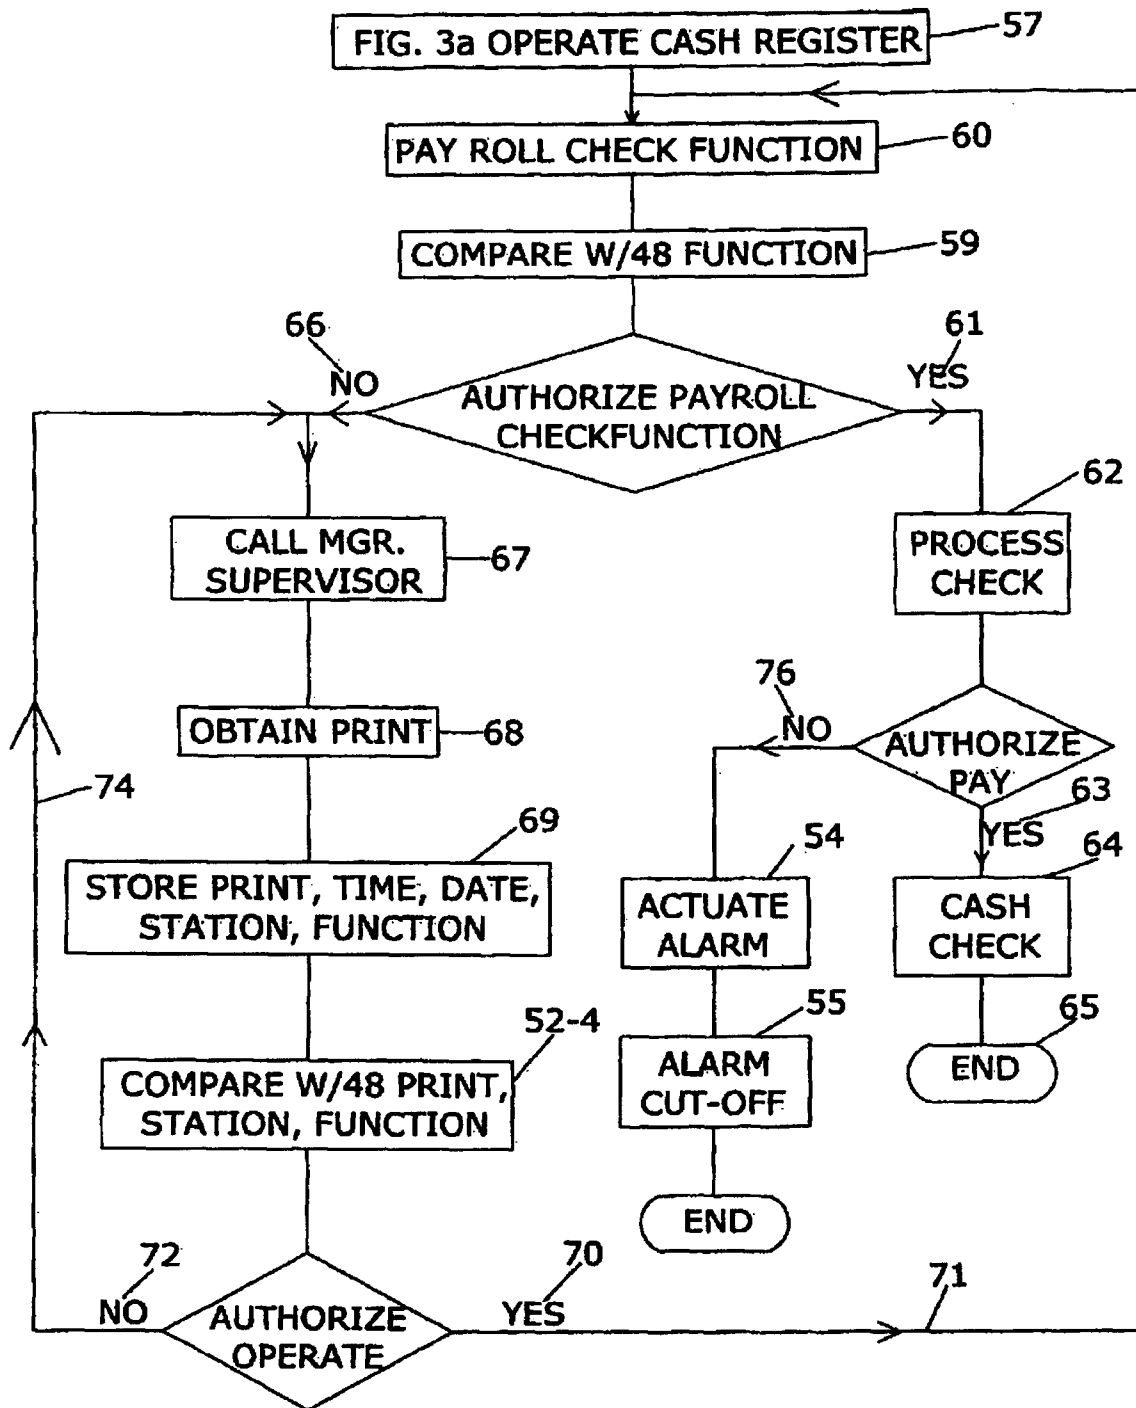 FIG. 3a OPERATE CASH REGISTER
57
PAY ROLL CHECK FUNCTION
60
COMPARE W/48 FUNCTION
59
66
NO
AUTHORIZE PAYROLL
CHECKFUNCTION
61
YES
CALL MGR.
SUPERVISOR
67
62
PROCESS
CHECK
OBTAIN PRINT
68
76
NO
AUTHORIZE
PAY
63
YES
74
69
STORE PRINT, TIME, DATE,
STATION, FUNCTION
54
ACTUATE
ALARM
64
CASH
CHECK
52-4
COMPARE W/48 PRINT,
STATION, FUNCTION
55
ALARM
CUT-OFF
65
END
END
72
NO
AUTHORIZE
OPERATE
70
YES
71